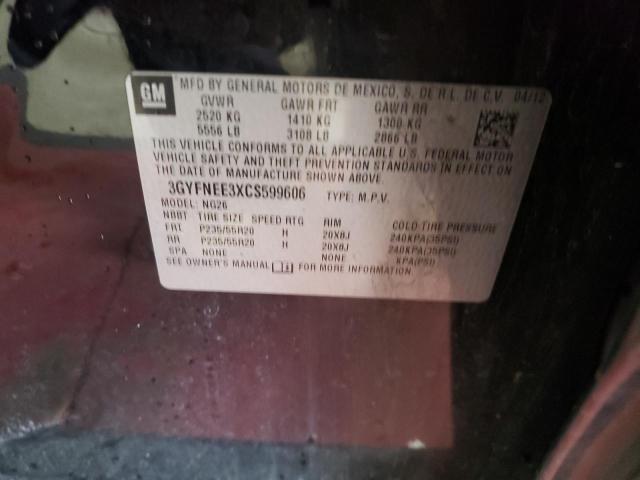 GM
MFD BY GENERAL MOTORS DE MEXICO, S. DE R.L. DE C.V. 04/12
GVWR GAWR FRT GAWR RR
2520 KG 1410 KG 1300 KG
5556 LB 3108 LB 2866 LB
THIS VEHICLE CONFORMS TO ALL APPLICABLE U.S. FEDERAL MOTOR
VEHICLE SAFETY AND THEFT PREVENTION STANDARDS IN EFFECT ON
THE DATE OF MANUFACTURE SHOWN ABOVE.
3GYFNEE3XCS599606 TYPE: M.P.V.
MODEL: NG26
NBBT TIRE SIZE SPEED RTG RIM COLD TIRE PRESSURE
FRT P235/55R20 H 20X8J 240KPA(35PSI)
RR P235/55R20 H 20X8J 240KPA(35PSI)
SPA NONE NONE KPA(PSI)
SEE OWNER'S MANUAL FOR MORE INFORMATION.